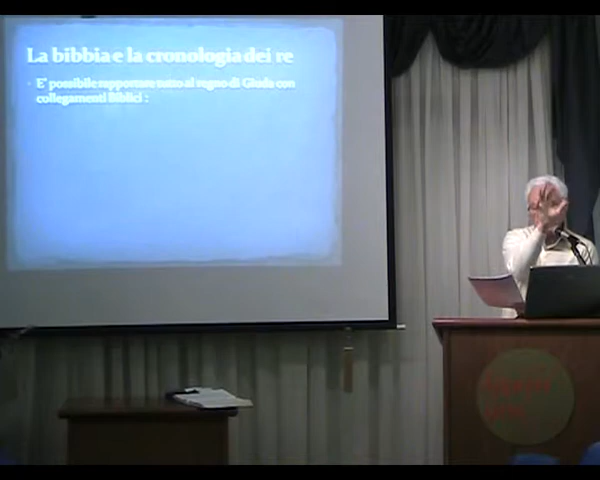 La bibbia e la cronologia dei re
E' possibile rapportare tutto al regno di Giuda con
collegamenti Biblici :